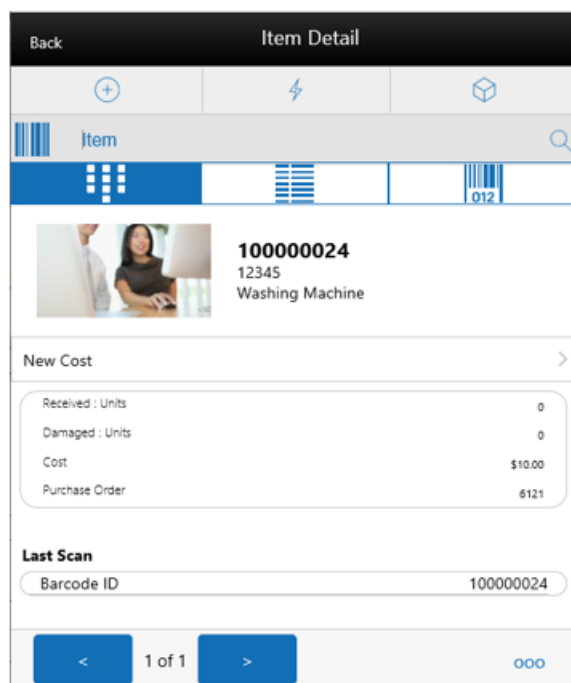 Back
Item Detail
Item
012
100000024
12345
Washing Machine
New Cost
Received : Units 0
Damaged : Units 0
Cost $10.00
Purchase Order 6121
Last Scan
Barcode ID 100000024
< 1 of 1 > ooo